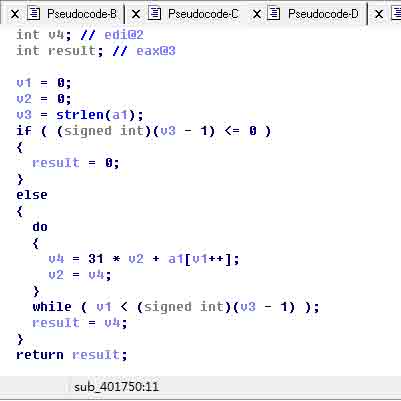 Pseudocode-B Pseudocode-C Pseudocode-D
int v4; // edi@2
int result; // eax@3
v1 = 0;
v2 = 0;
v3 = strlen(a1);
if ( (signed int)(v3 - 1) <= 0 )
{
result = 0;
}
else
{
do
{
v4 = 31 * v2 + a1[v1++];
v2 = v4;
}
while ( v1 < (signed int)(v3 - 1) );
result = v4;
}
return result;
sub_401750:11